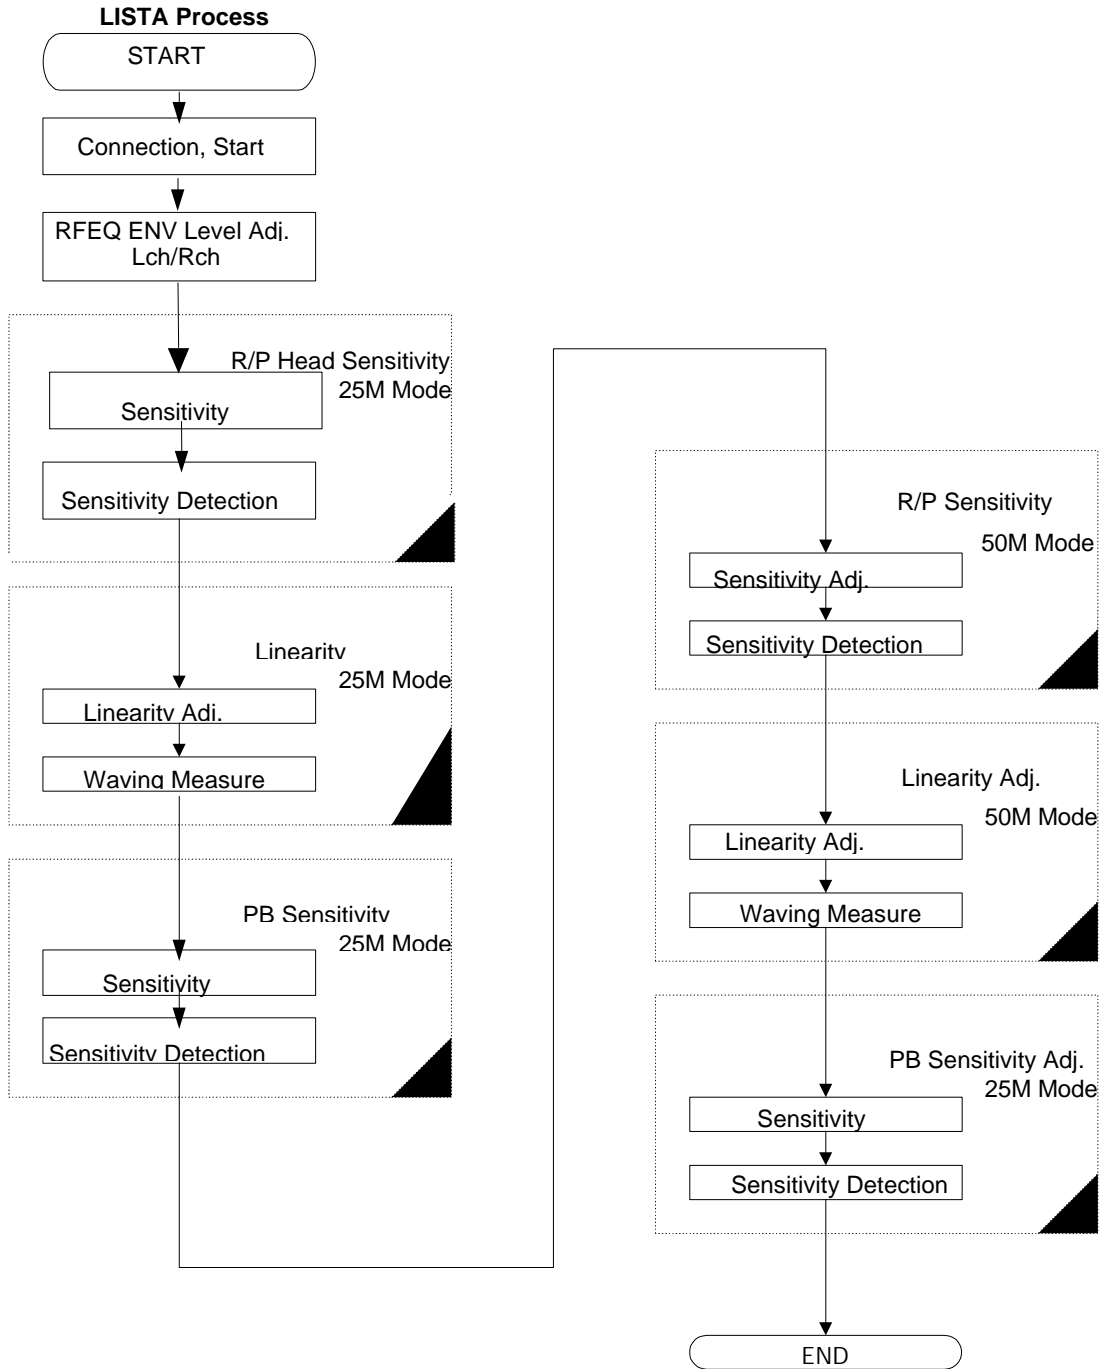 LISTA Process
START
Connection, Start
RFEQ ENV Level Adj.
Lch/Rch
R/P Head Sensitivity
25M Mode
Sensitivity
Sensitivity Detection
Linearity
25M Mode
Linearity Adj.
Waving Measure
PB Sensitivity
25M Mode
Sensitivity
Sensitivity Detection
R/P Sensitivity
50M Mode
Sensitivity Adj.
Sensitivity Detection
Linearity Adj.
50M Mode
Linearity Adj.
Waving Measure
PB Sensitivity Adj.
25M Mode
Sensitivity
Sensitivity Detection
END